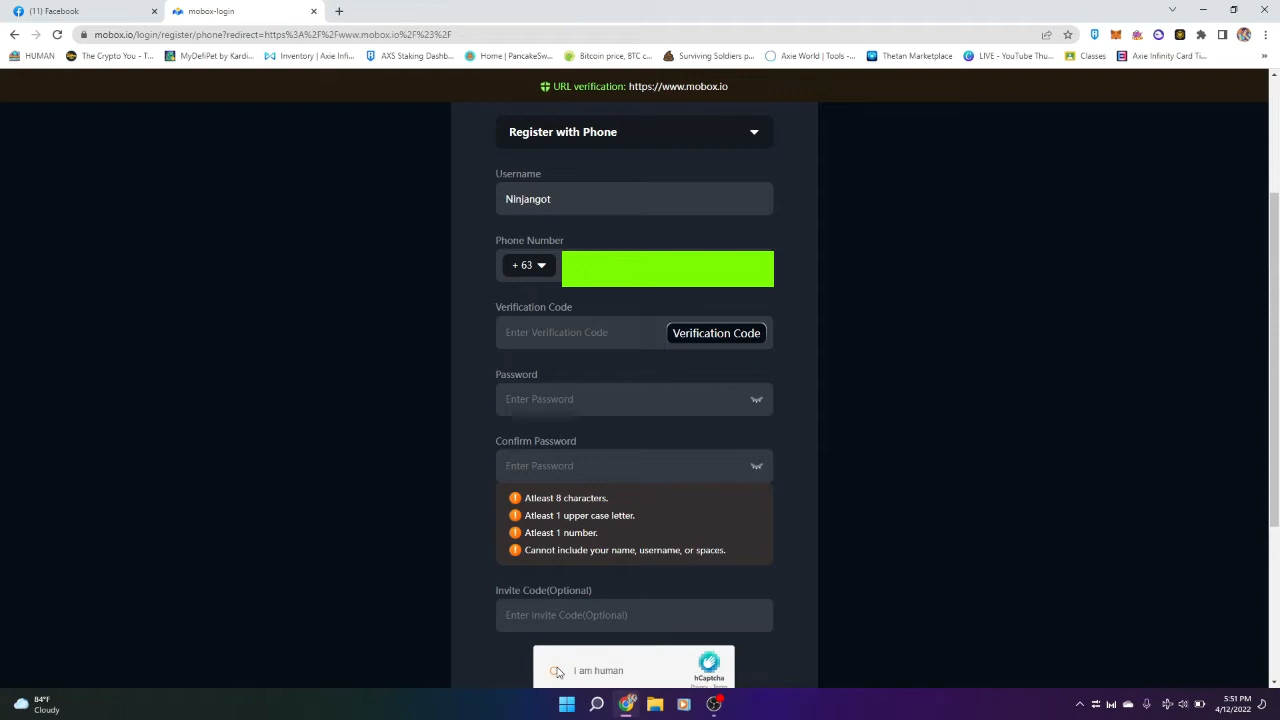 (11) Facebook
mobox-login
mobox.io/login/register/phone?redirect=https%3A%2F%2Fwww.mobox.io%23%2F
HUMAN
The Crypto You - T...
MyDefiPet by Tradi...
Inventory | Axie Infi...
AXS Staking Dashb...
Home | PancakeSw...
Bitcoin price, BTC c...
Surviving Soldiers p...
Axie World | Tools -...
Thetan Marketplace
LIVE - YouTube Thu...
Classes
Axie Infinity Card Ti...
»
URL verification: https://www.mobox.io
Register with Phone
Username
Ninjangot
Phone Number
+ 63
Verification Code
Enter Verification Code
Verification Code
Password
Enter Password
Confirm Password
Enter Password
Atleast 8 characters.
Atleast 1 upper case letter.
Atleast 1 number.
Cannot include your name, username, or spaces.
Invite Code(Optional)
Enter Invite Code(Optional)
I am human
hCaptcha
Privacy - Terms
84°F
Cloudy
5:51 PM
4/12/2022